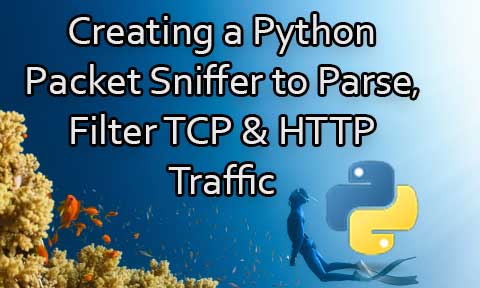 Creating a Python
Packet Sniffer to Parse,
Filter TCP & HTTP
Traffic